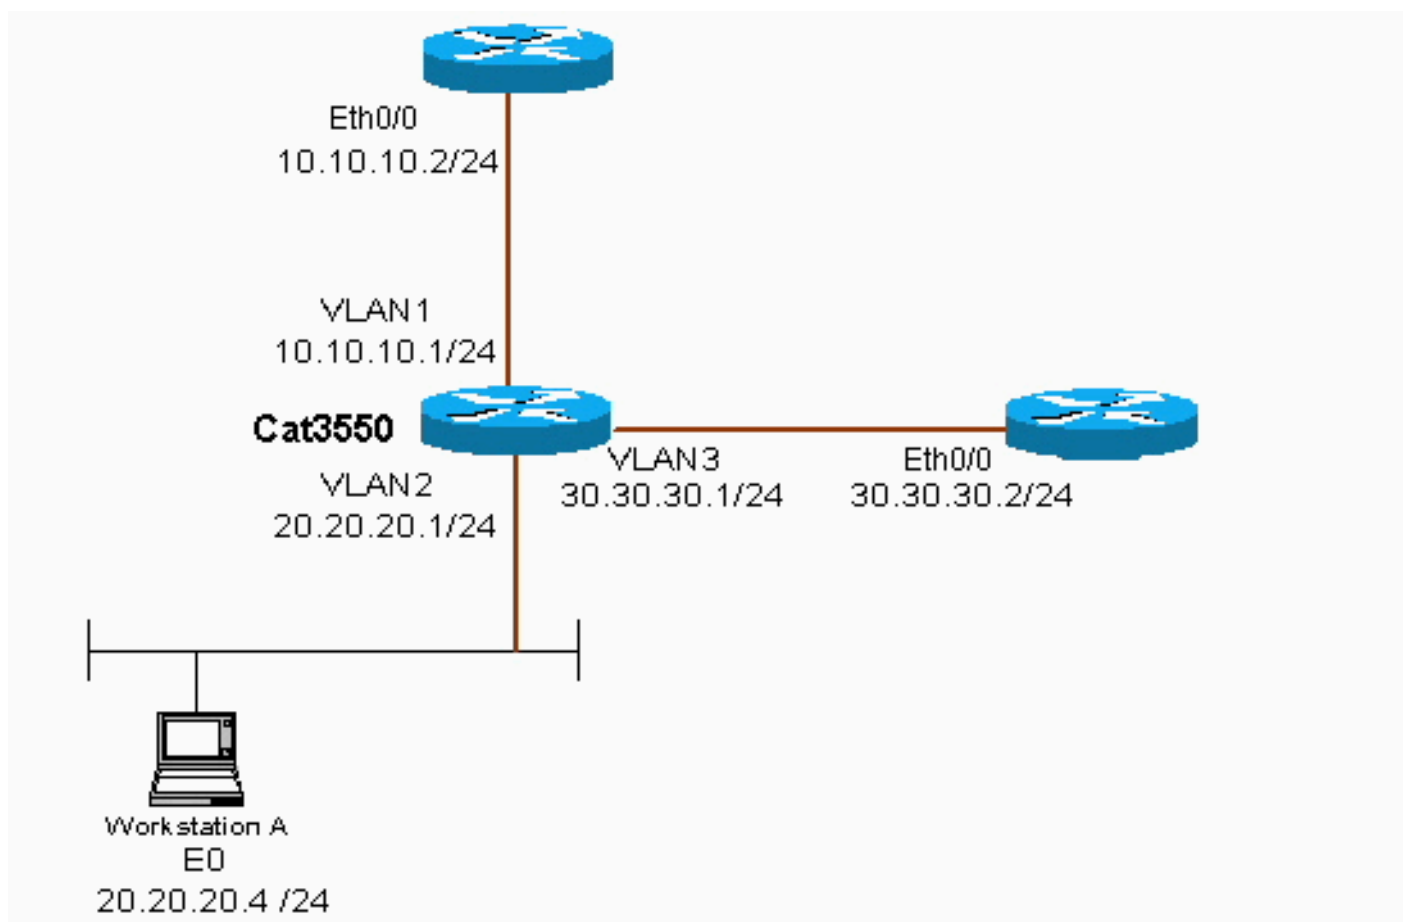 Eth0/0
10.10.10.2/24
VLAN1
10.10.10.1/24
Cat3550
VLAN2
20.20.20.1/24
VLAN3
30.30.30.1/24
Eth0/0
30.30.30.2/24
Workstation A
E0
20.20.20.4 /24